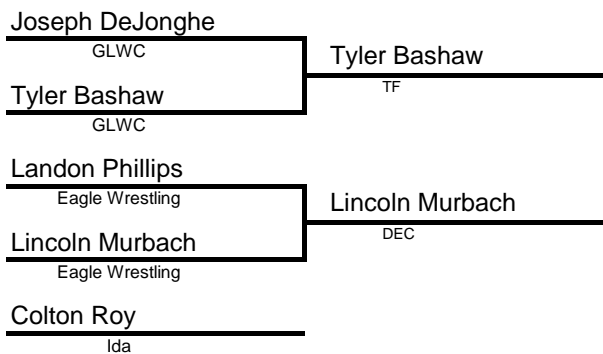 Joseph DeJonghe
GLWC
Tyler Bashaw
TF
Tyler Bashaw
GLWC
Landon Phillips
Eagle Wrestling
Lincoln Murbach
DEC
Lincoln Murbach
Eagle Wrestling
Colton Roy
Ida